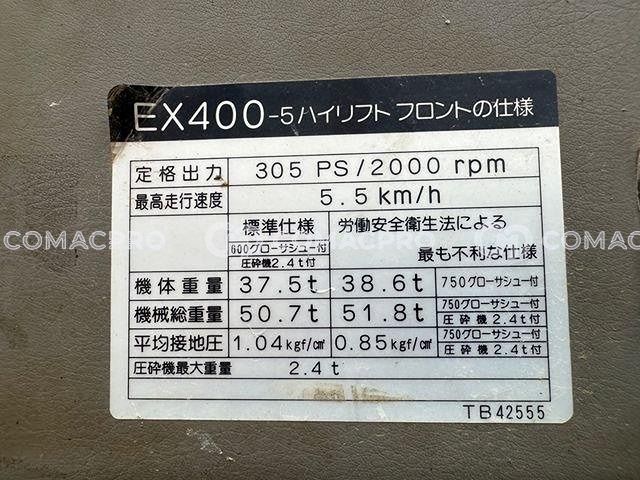 EX400-5ハイリフト フロントの仕様
定格出力 305 PS/2000 rpm
最高走行速度 5.5km/h
標準仕様 労働安全衛生法による
600グローサシュー付 最も不利な仕様
圧砕機2.4t付
機体重量 37.5t 38.6t 750グローサシュー付
機械総重量 50.7t 51.8t 750グローサシュー付
圧砕機 2.4t付
平均接地圧 1.04kgf/cm² 0.85kgf/cm² 750グローサシュー付
圧砕機 2.4t付
圧砕機最大重量 2.4t
TB42555
COMACPRO